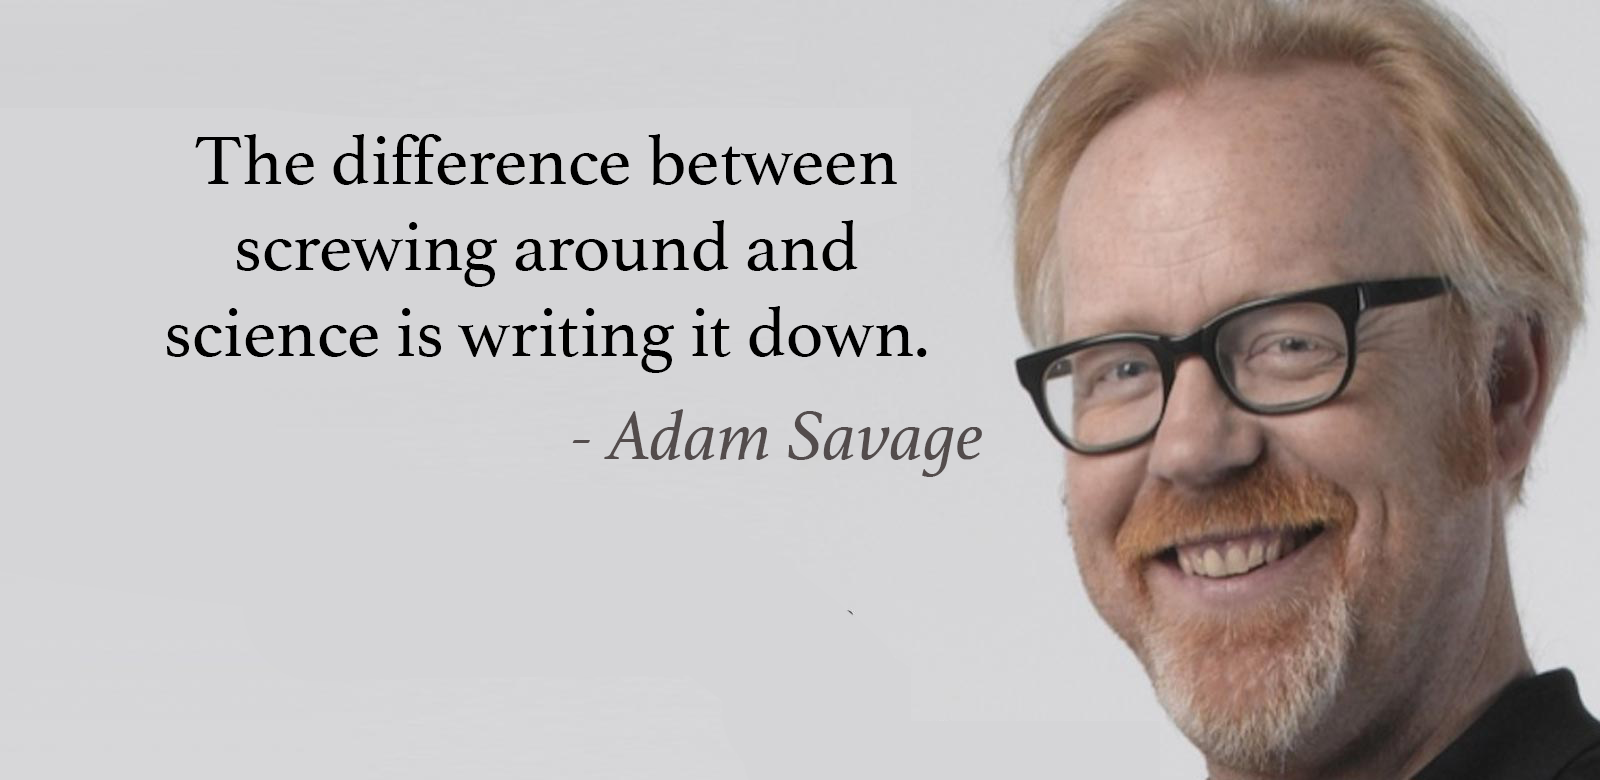 The difference between
screwing around and
science is writing it down.
- Adam Savage